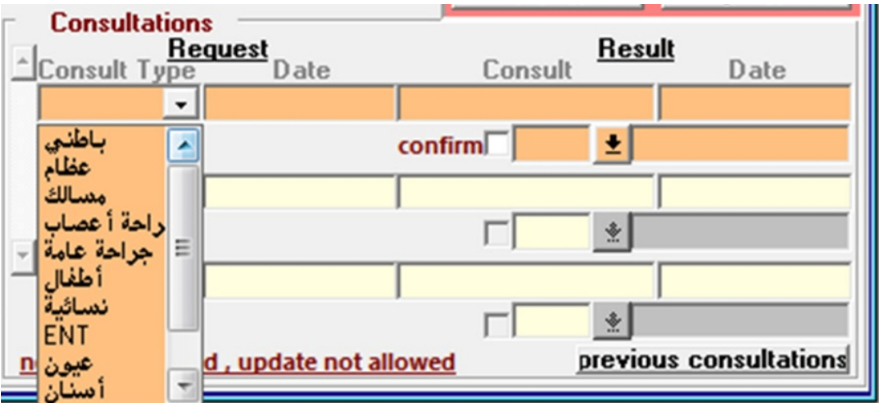 Consultations
Request Result
Consult Type Date Consult Date
باطني
confirm
عظام
مسالك
راحة أعصاب
جراحة عامة
أطفال
نسائية
ENT
عيون
d , update not allowed previous consultations
أسنان